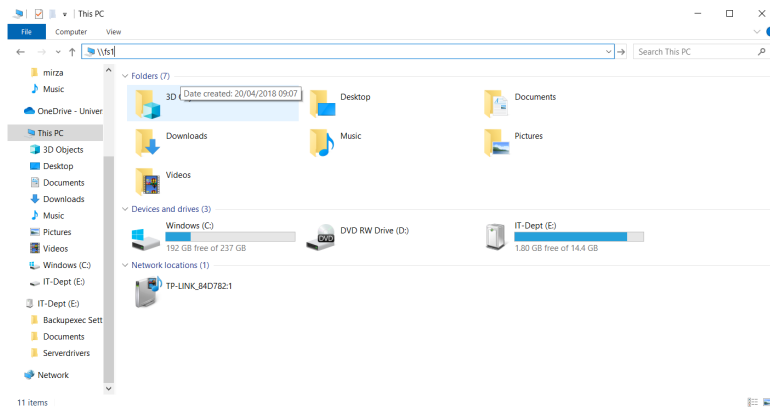 This PC
File Computer View
\\fs1
Search This PC
mirza
Music
OneDrive - Univer
This PC
3D Objects
Desktop
Documents
Downloads
Music
Pictures
Videos
Windows (C:)
IT-Dept (E:)
IT-Dept (E:)
Backupexec Sett
Documents
Serverdrivers
Network
Folders (7)
3D
Date created: 20/04/2018 09:07
Desktop
Documents
Downloads
Music
Pictures
Videos
Devices and drives (3)
Windows (C:)
192 GB free of 237 GB
DVD RW Drive (D:)
IT-Dept (E:)
1.80 GB free of 14.4 GB
Network locations (1)
TP-LINK_84D782:1
11 items